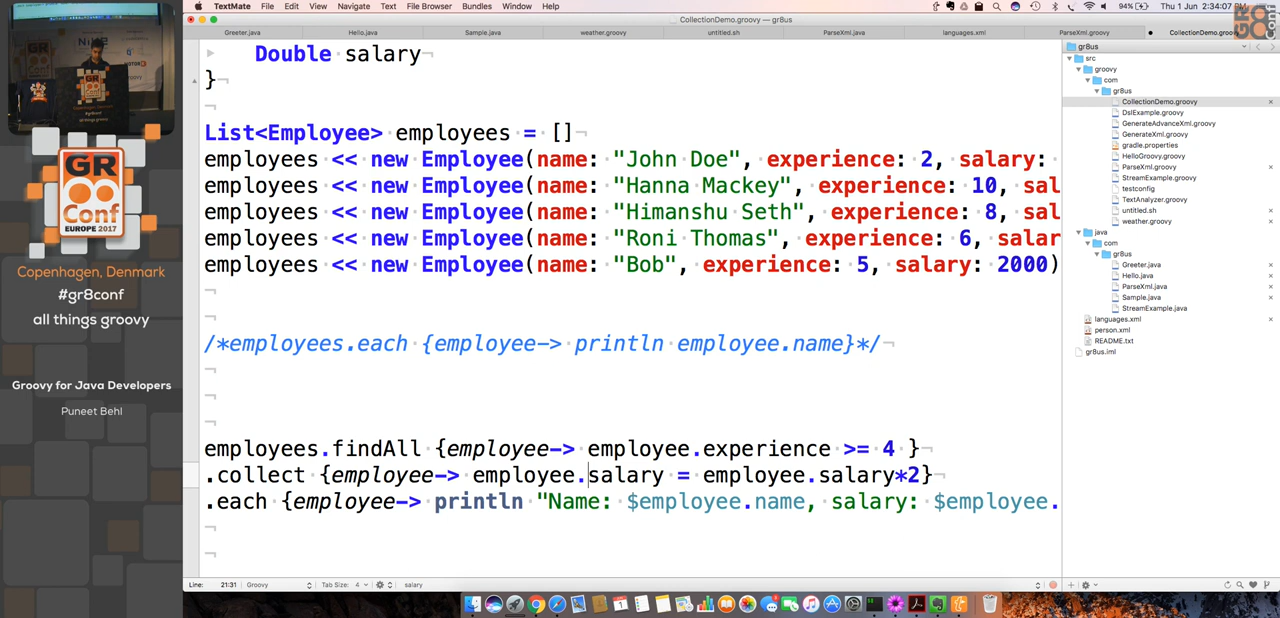 TextMate File Edit View Navigate Text File Browser Bundles Window Help 94% Thu 1 Jun 2:34:07 PM
CollectionDemo.groovy — gr8us
Greeter.java Hello.java Sample.java weather.groovy untitled.sh ParseXml.java languages.xml ParseXml.groovy CollectionDemo.groovy
Double salary
}
List<Employee> employees = []
employees << new Employee(name: "John Doe", experience: 2, salary:
employees << new Employee(name: "Hanna Mackey", experience: 10, sal
employees << new Employee(name: "Himanshu Seth", experience: 8, sal
employees << new Employee(name: "Roni Thomas", experience: 6, salar
employees << new Employee(name: "Bob", experience: 5, salary: 2000)
/*employees.each {employee-> println employee.name}*/
employees.findAll {employee-> employee.experience >= 4 }
.collect {employee-> employee.salary = employee.salary*2}
.each {employee-> println "Name: $employee.name, salary: $employee.
Line: 21:31 Groovy Tab Size: 4 salary
gr8us
src
groovy
com
gr8us
CollectionDemo.groovy
DslExample.groovy
GenerateAdvanceXml.groovy
GenerateXml.groovy
gradle.properties
HelloGroovy.groovy
ParseXml.groovy
StreamExample.groovy
testconfig
TextAnalyzer.groovy
untitled.sh
weather.groovy
java
com
gr8us
Greeter.java
Hello.java
ParseXml.java
Sample.java
StreamExample.java
languages.xml
person.xml
README.txt
gr8us.iml
GR
Conf
EUROPE 2017
Copenhagen, Denmark
#gr8conf
all things groovy
Groovy for Java Developers
Puneet Behl